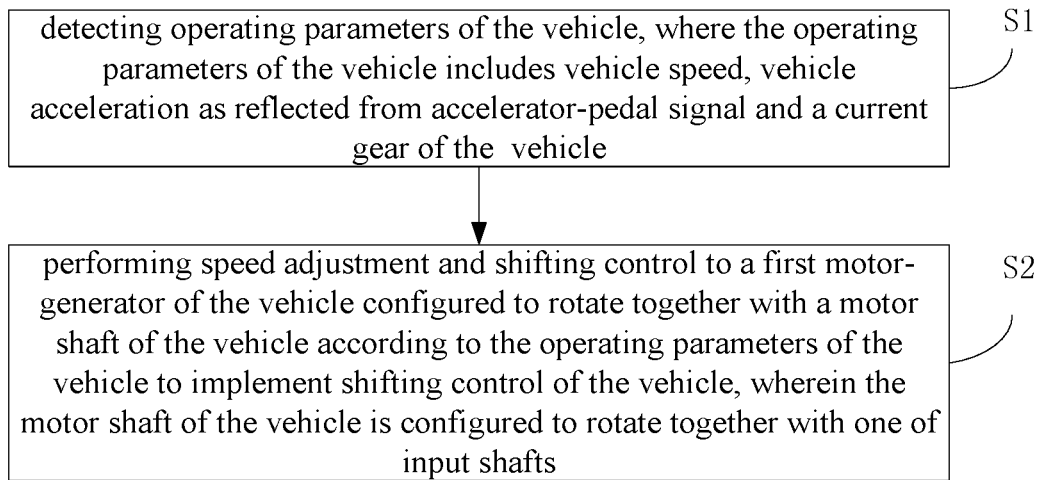 detecting operating parameters of the vehicle, where the operating
parameters of the vehicle includes vehicle speed, vehicle
acceleration as reflected from accelerator-pedal signal and a current
gear of the vehicle
S1
performing speed adjustment and shifting control to a first motor-
generator of the vehicle configured to rotate together with a motor
shaft of the vehicle according to the operating parameters of the
vehicle to implement shifting control of the vehicle, wherein the
motor shaft of the vehicle is configured to rotate together with one of
input shafts
S2